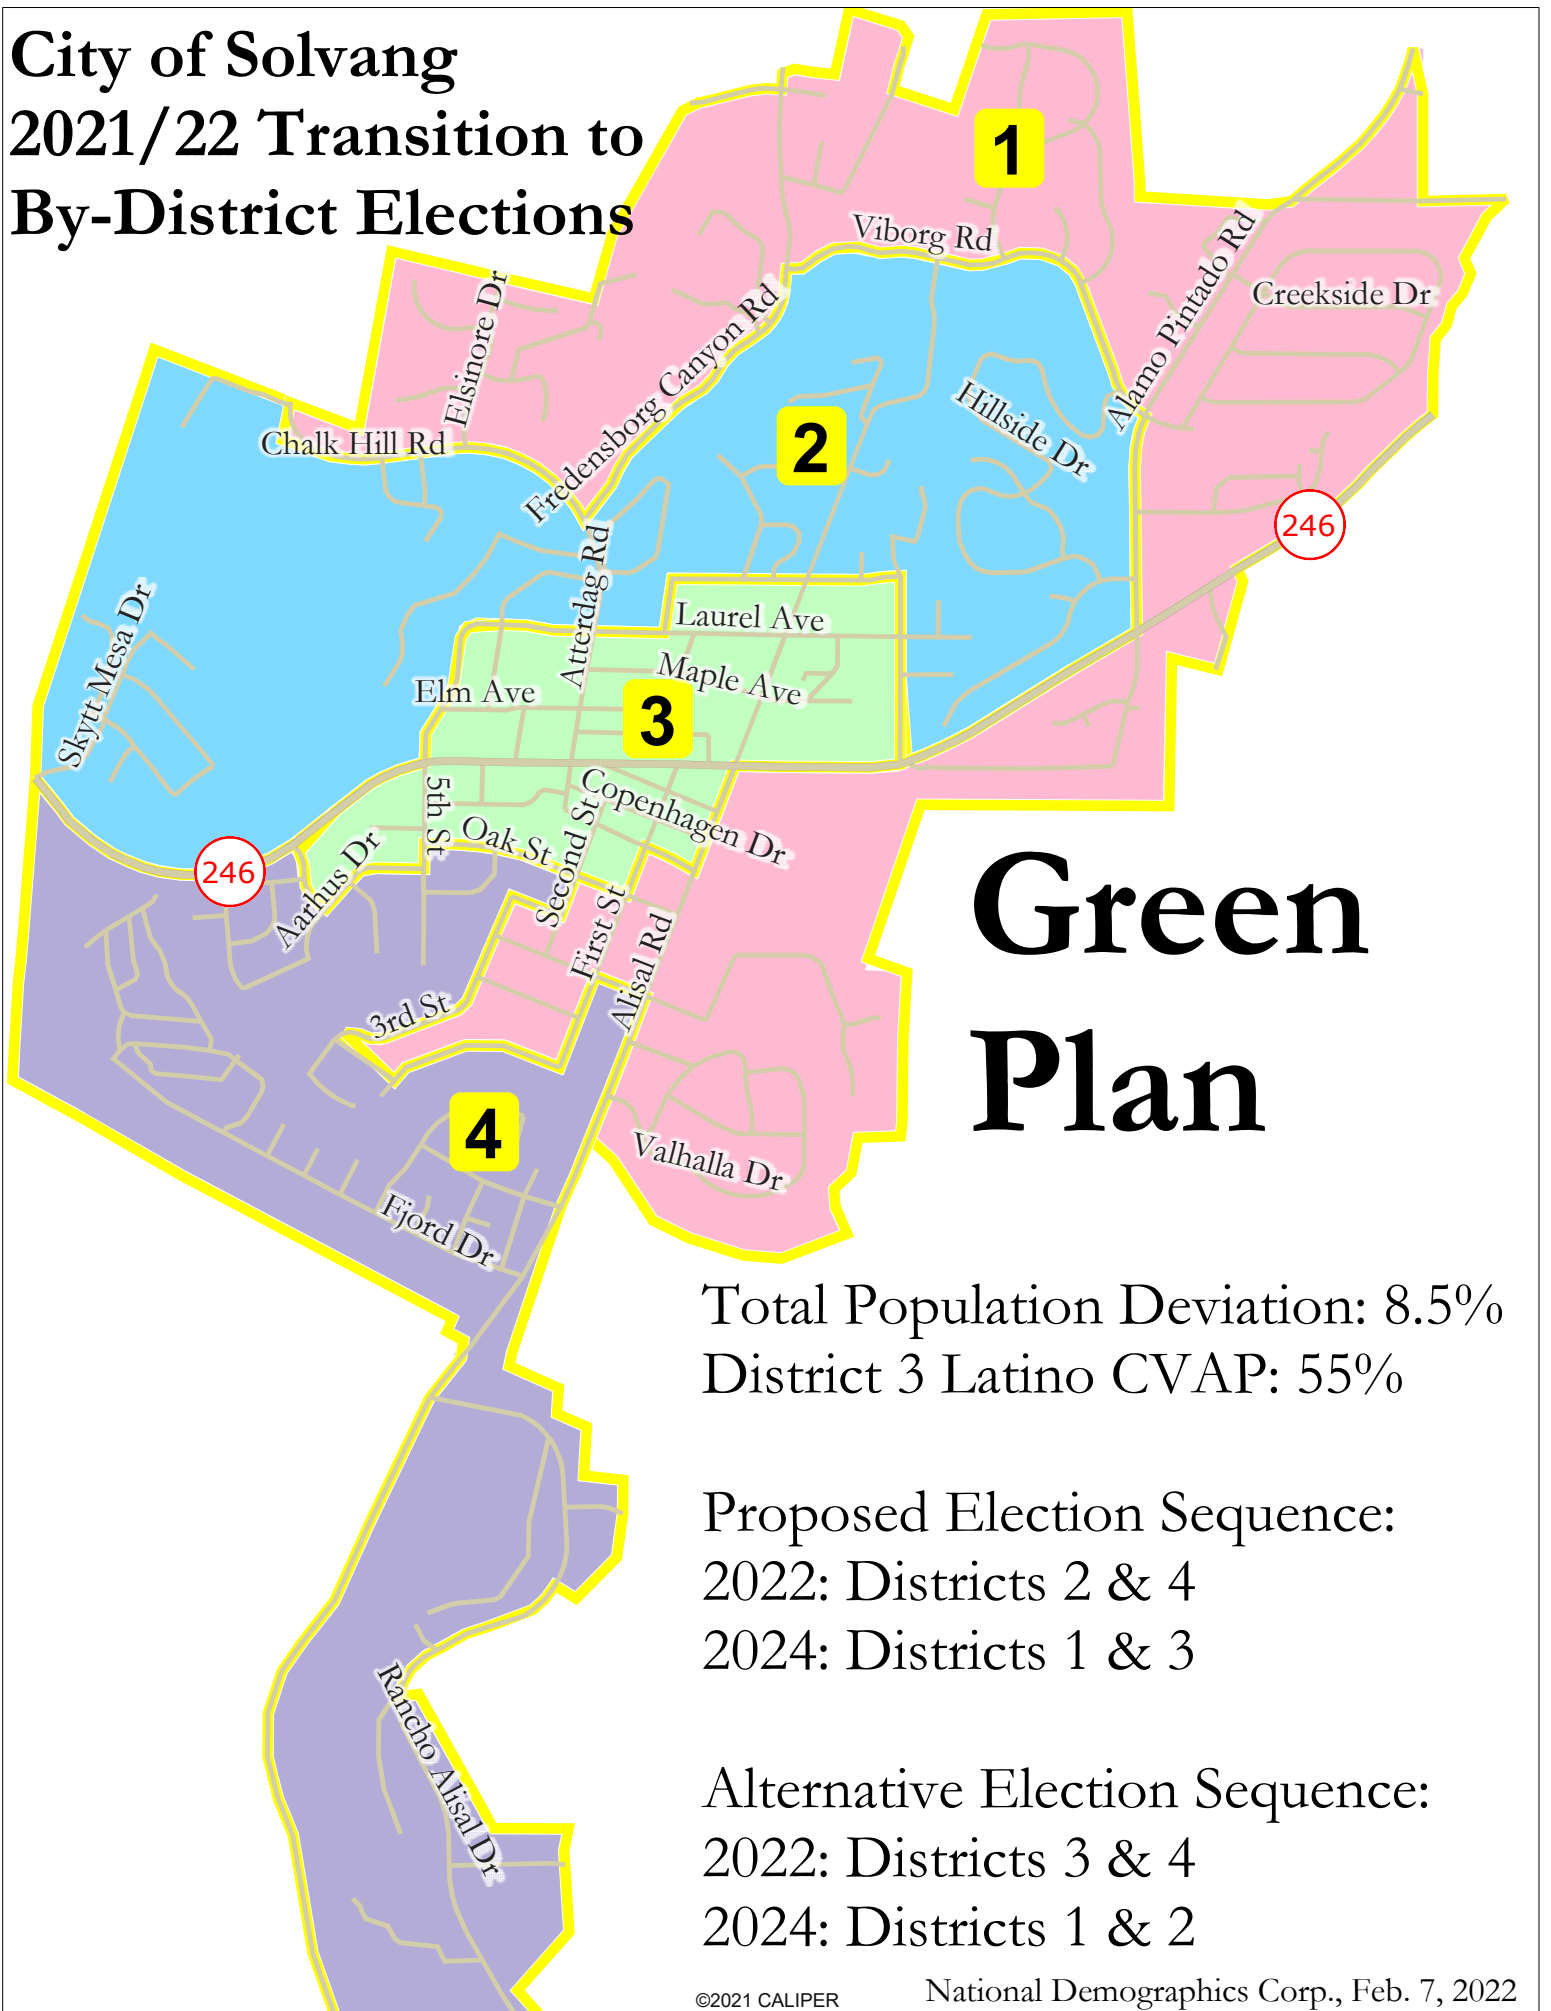 City of Solvang
2021/22 Transition to
By-District Elections
1
Viborg Rd
Alamo Pintado Rd
Creekside Dr
Elsinore Dr
Fredensborg Canyon Rd
Chalk Hill Rd
Hillside Dr
2
246
Atterdag Rd
Skytt Mesa Dr
Laurel Ave
Maple Ave
Elm Ave
3
5th St
Oak St
Second St
Copenhagen Dr
246
Aarhus Dr
First St
Alisal Rd
3rd St
4
Valhalla Dr
Fjord Dr
Rancho Alisal Dr
Green
Plan
Total Population Deviation: 8.5%
District 3 Latino CVAP: 55%
Proposed Election Sequence:
2022: Districts 2 & 4
2024: Districts 1 & 3
Alternative Election Sequence:
2022: Districts 3 & 4
2024: Districts 1 & 2
©2021 CALIPER
National Demographics Corp., Feb. 7, 2022